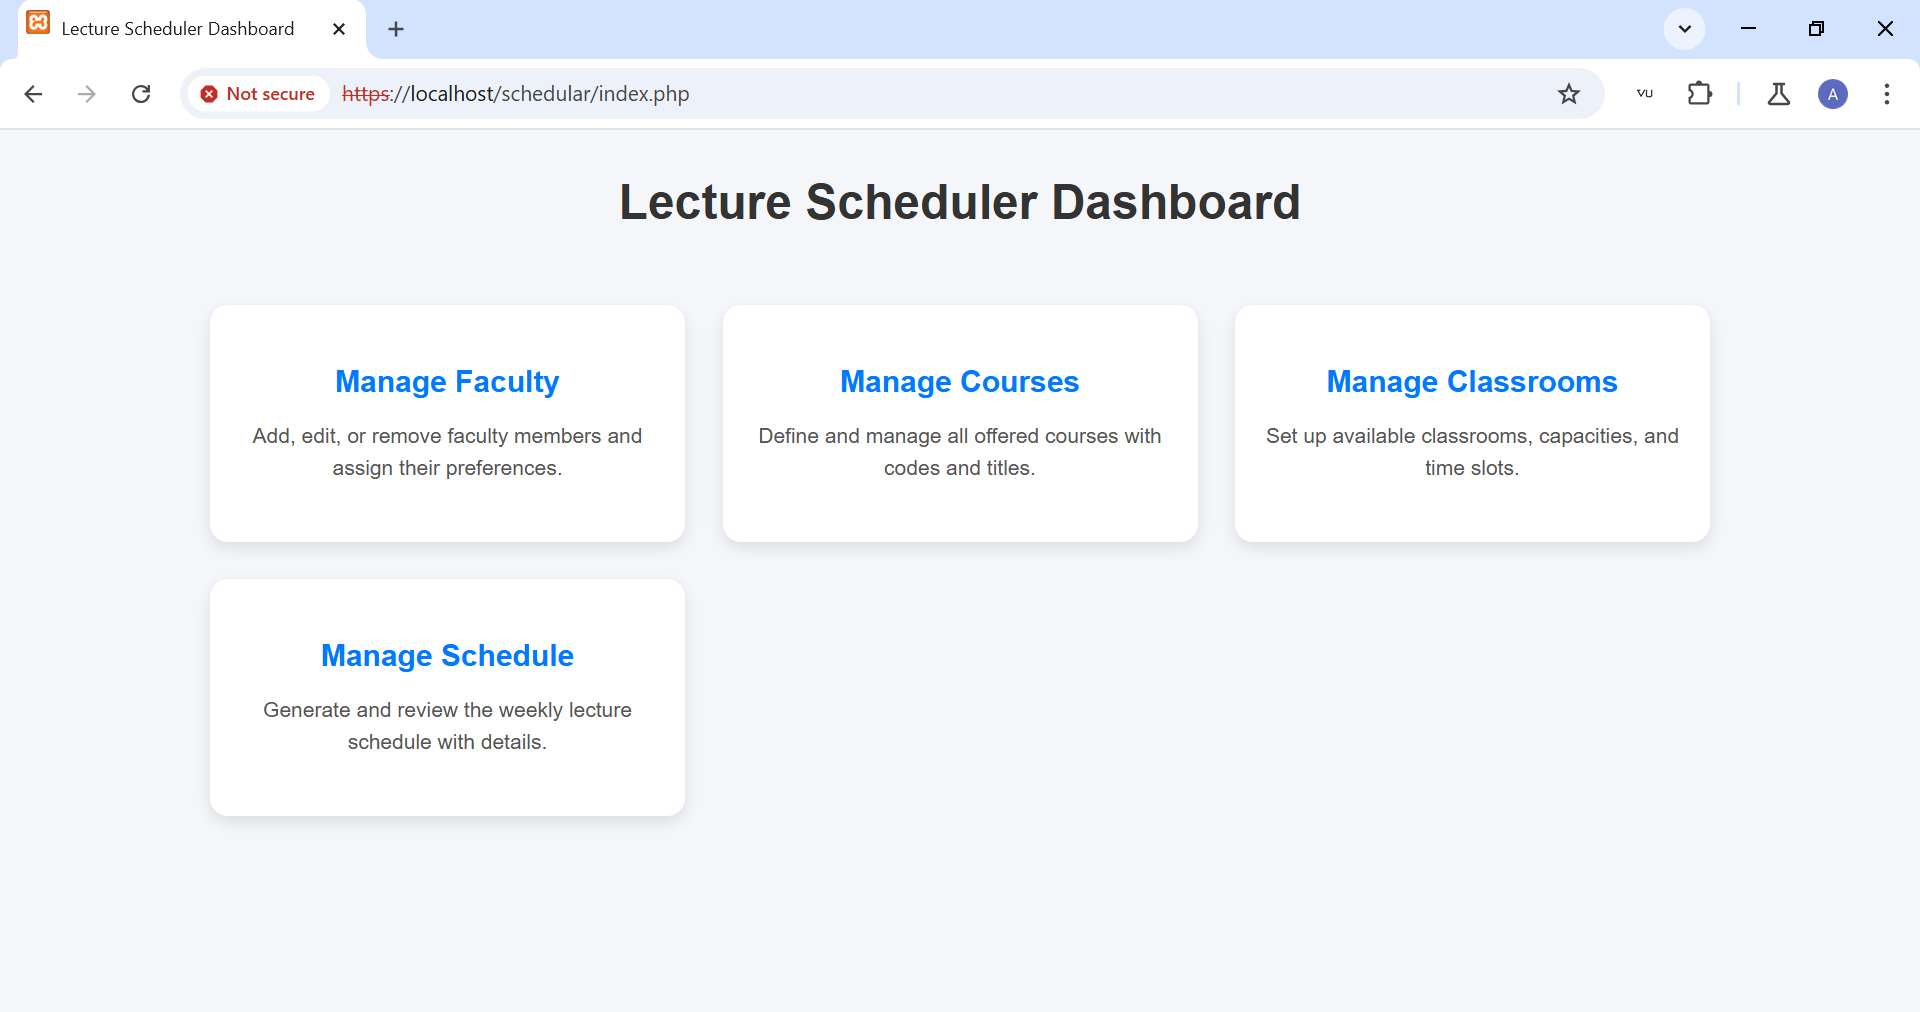 Lecture Scheduler Dashboard
Not secure
https://localhost/schedular/index.php
VU
A
Lecture Scheduler Dashboard
Manage Faculty
Add, edit, or remove faculty members and
assign their preferences.
Manage Courses
Define and manage all offered courses with
codes and titles.
Manage Classrooms
Set up available classrooms, capacities, and
time slots.
Manage Schedule
Generate and review the weekly lecture
schedule with details.